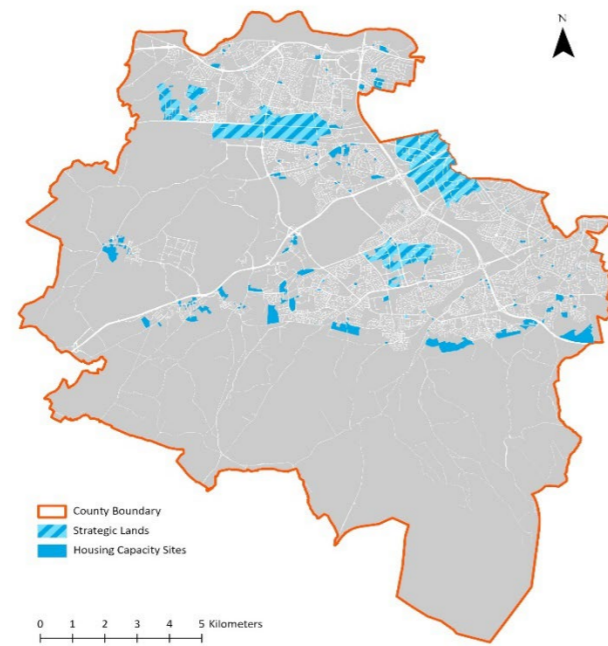 N
County Boundary
Strategic Lands
Housing Capacity Sites
0 1 2 3 4 5 Kilometers